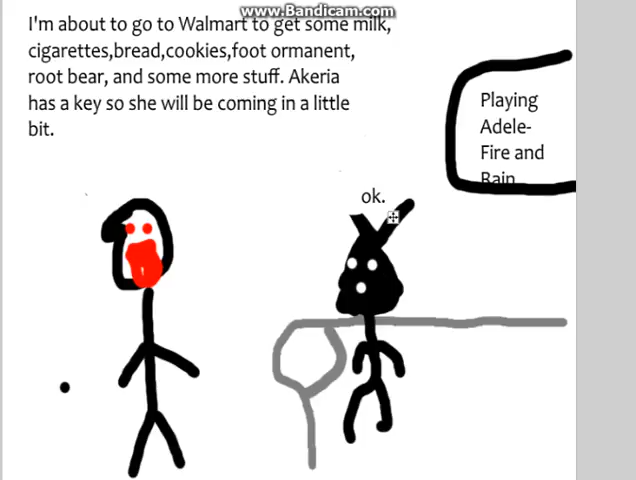 www.Bandicam.com
I'm about to go to Walmart to get some milk,
cigarettes,bread,cookies,foot ormanent,
root bear, and some more stuff. Akeria
has a key so she will be coming in a little
bit.
Playing
Adele-
Fire and
Rain
ok.